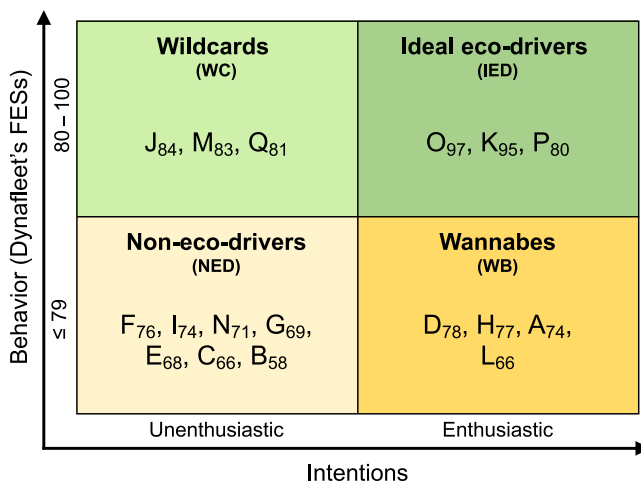 Behavior (Dynafleet's FESs)
80 – 100
≤ 79
Wildcards
(WC)
J84, M83, Q81
Ideal eco-drivers
(IED)
O97, K95, P80
Non-eco-drivers
(NED)
F76, I74, N71, G69,
E68, C66, B58
Wannabes
(WB)
D78, H77, A74,
L66
Unenthusiastic
Enthusiastic
Intentions